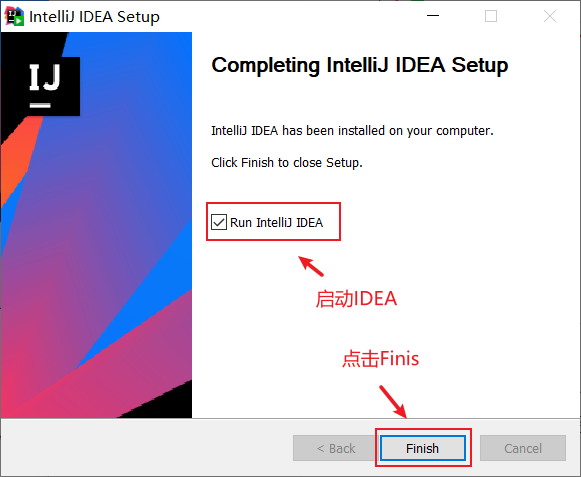 IntelliJ IDEA Setup
IJ
Completing IntelliJ IDEA Setup
IntelliJ IDEA has been installed on your computer.
Click Finish to close Setup.
Run IntelliJ IDEA
启动IDEA
点击Finis
< Back
Finish
Cancel